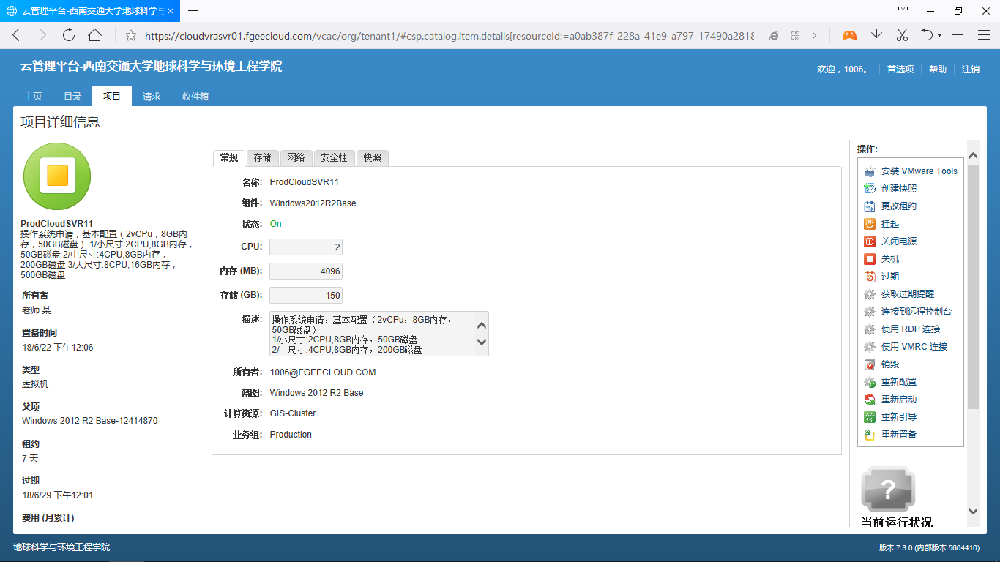 云管理平台-西南交通大学地球科学与
https://cloudvrasvr01.fgeecloud.com/vcac/org/tenant1/#csp.catalog.item.details[resourceId:=a0ab387f-228a-41e9-a797-17490a2818
云管理平台-西南交通大学地球科学与环境工程学院
欢迎，1006。 首选项 帮助 注销
主页 目录 项目 请求 收件箱
项目详细信息
ProdCloudSVR11
操作系统申请，基本配置（2vCPu，8GB内
存，50GB磁盘） 1/小尺寸:2CPU,8GB内存，
50GB磁盘 2/中尺寸:4CPU,8GB内存，
200GB磁盘 3/大尺寸:8CPU,16GB内存，
500GB磁盘
所有者
老师 某
置备时间
18/6/22 下午12:06
类型
虚拟机
父项
Windows 2012 R2 Base-12414870
租约
7 天
过期
18/6/29 下午12:01
费用 (月累计)
常规 存储 网络 安全性 快照
名称: ProdCloudSVR11
组件: Windows2012R2Base
状态: On
CPU: 2
内存 (MB): 4096
存储 (GB): 150
描述: 操作系统申请，基本配置（2vCPu，8GB内存，
50GB磁盘）
1/小尺寸:2CPU,8GB内存，50GB磁盘
2/中尺寸:4CPU,8GB内存，200GB磁盘
所有者: 1006@FGEECLOUD.COM
蓝图: Windows 2012 R2 Base
计算资源: GIS-Cluster
业务组: Production
操作:
安装 VMware Tools
创建快照
更改租约
挂起
关闭电源
关机
过期
获取过期提醒
连接到远程控制台
使用 RDP 连接
使用 VMRC 连接
销毁
重新配置
重新启动
重新引导
重新置备
?
当前运行状况
地球科学与环境工程学院
版本 7.3.0 (内部版本 5604410)